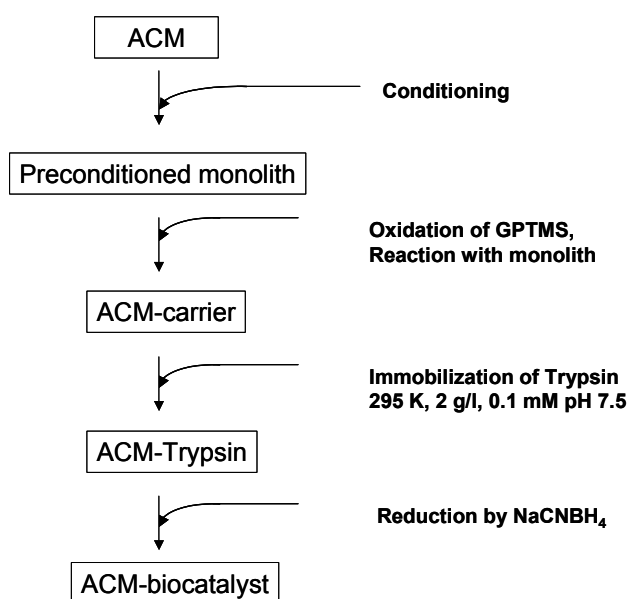 ACM
Conditioning
Preconditioned monolith
Oxidation of GPTMS,
Reaction with monolith
ACM-carrier
Immobilization of Trypsin
295 K, 2 g/l, 0.1 mM pH 7.5
ACM-Trypsin
Reduction by NaCNBH₄
ACM-biocatalyst